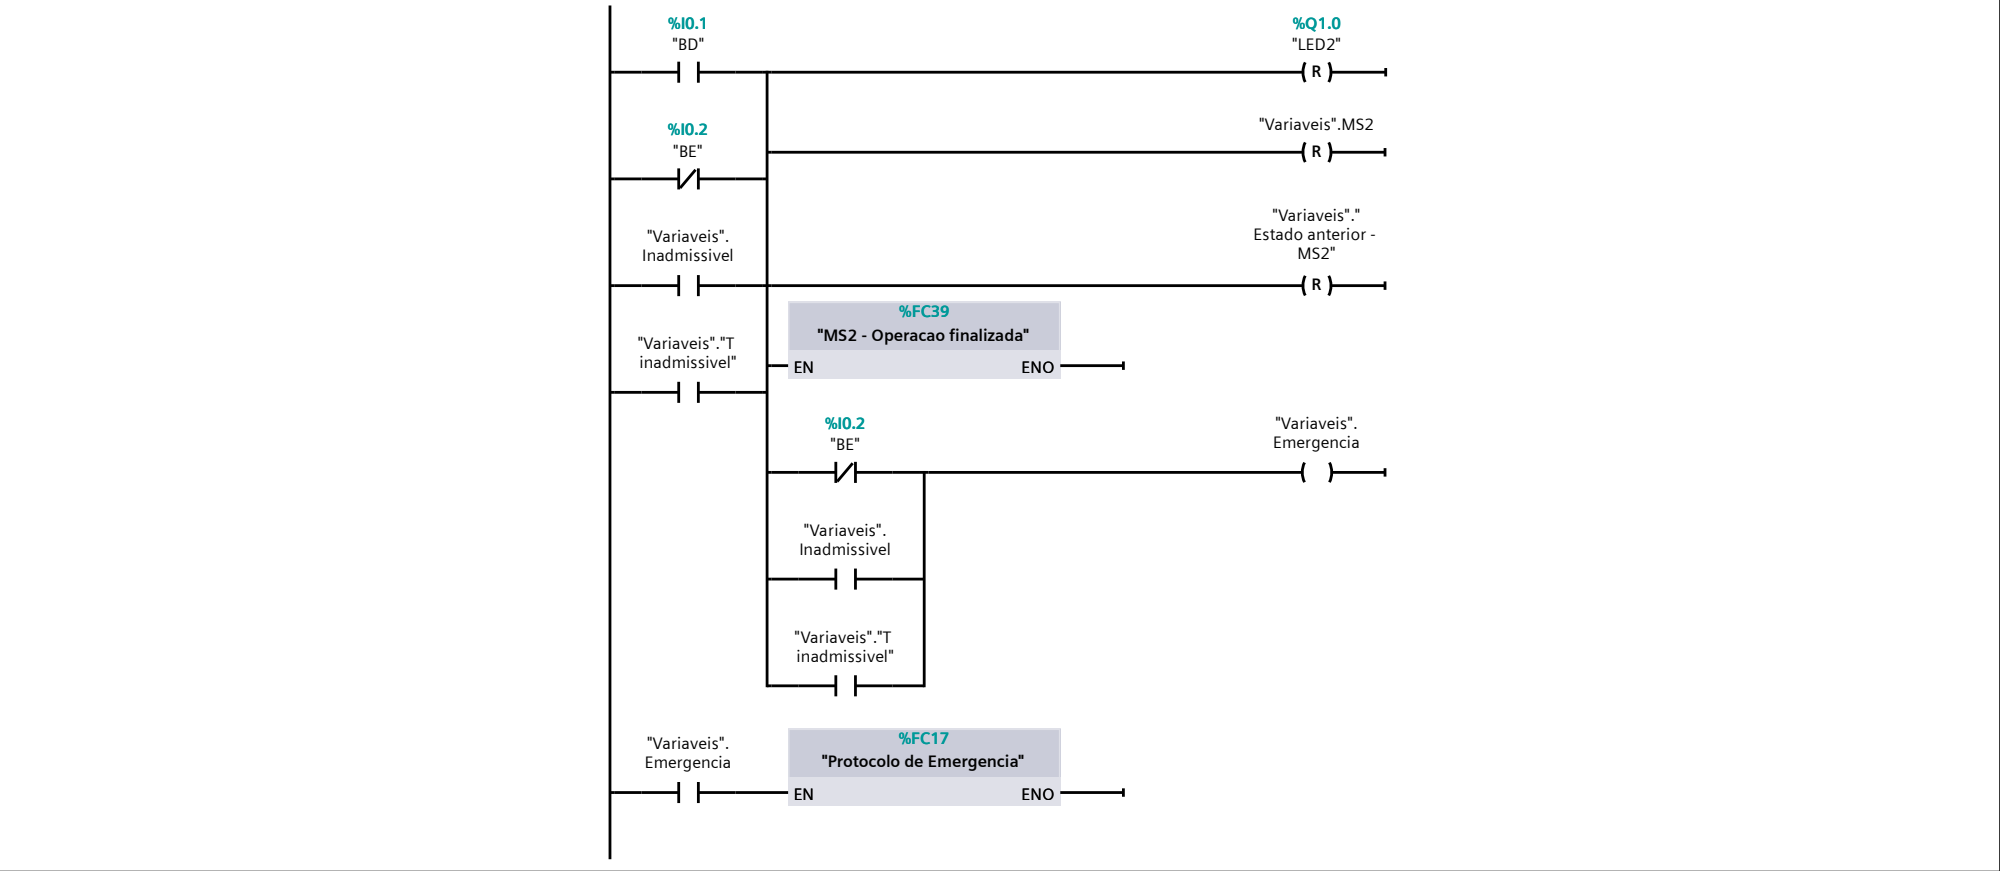 %I0.1
"BD"
%Q1.0
"LED2"
( R )
"Variaveis".MS2
( R )
%I0.2
"BE"
"Variaveis"."
Estado anterior -
MS2"
( R )
"Variaveis".
Inadmissivel
%FC39
"MS2 - Operacao finalizada"
EN ENO
"Variaveis"."T
inadmissivel"
%I0.2
"BE"
"Variaveis".
Emergencia
"Variaveis".
Inadmissivel
"Variaveis"."T
inadmissivel"
"Variaveis".
Emergencia
%FC17
"Protocolo de Emergencia"
EN ENO